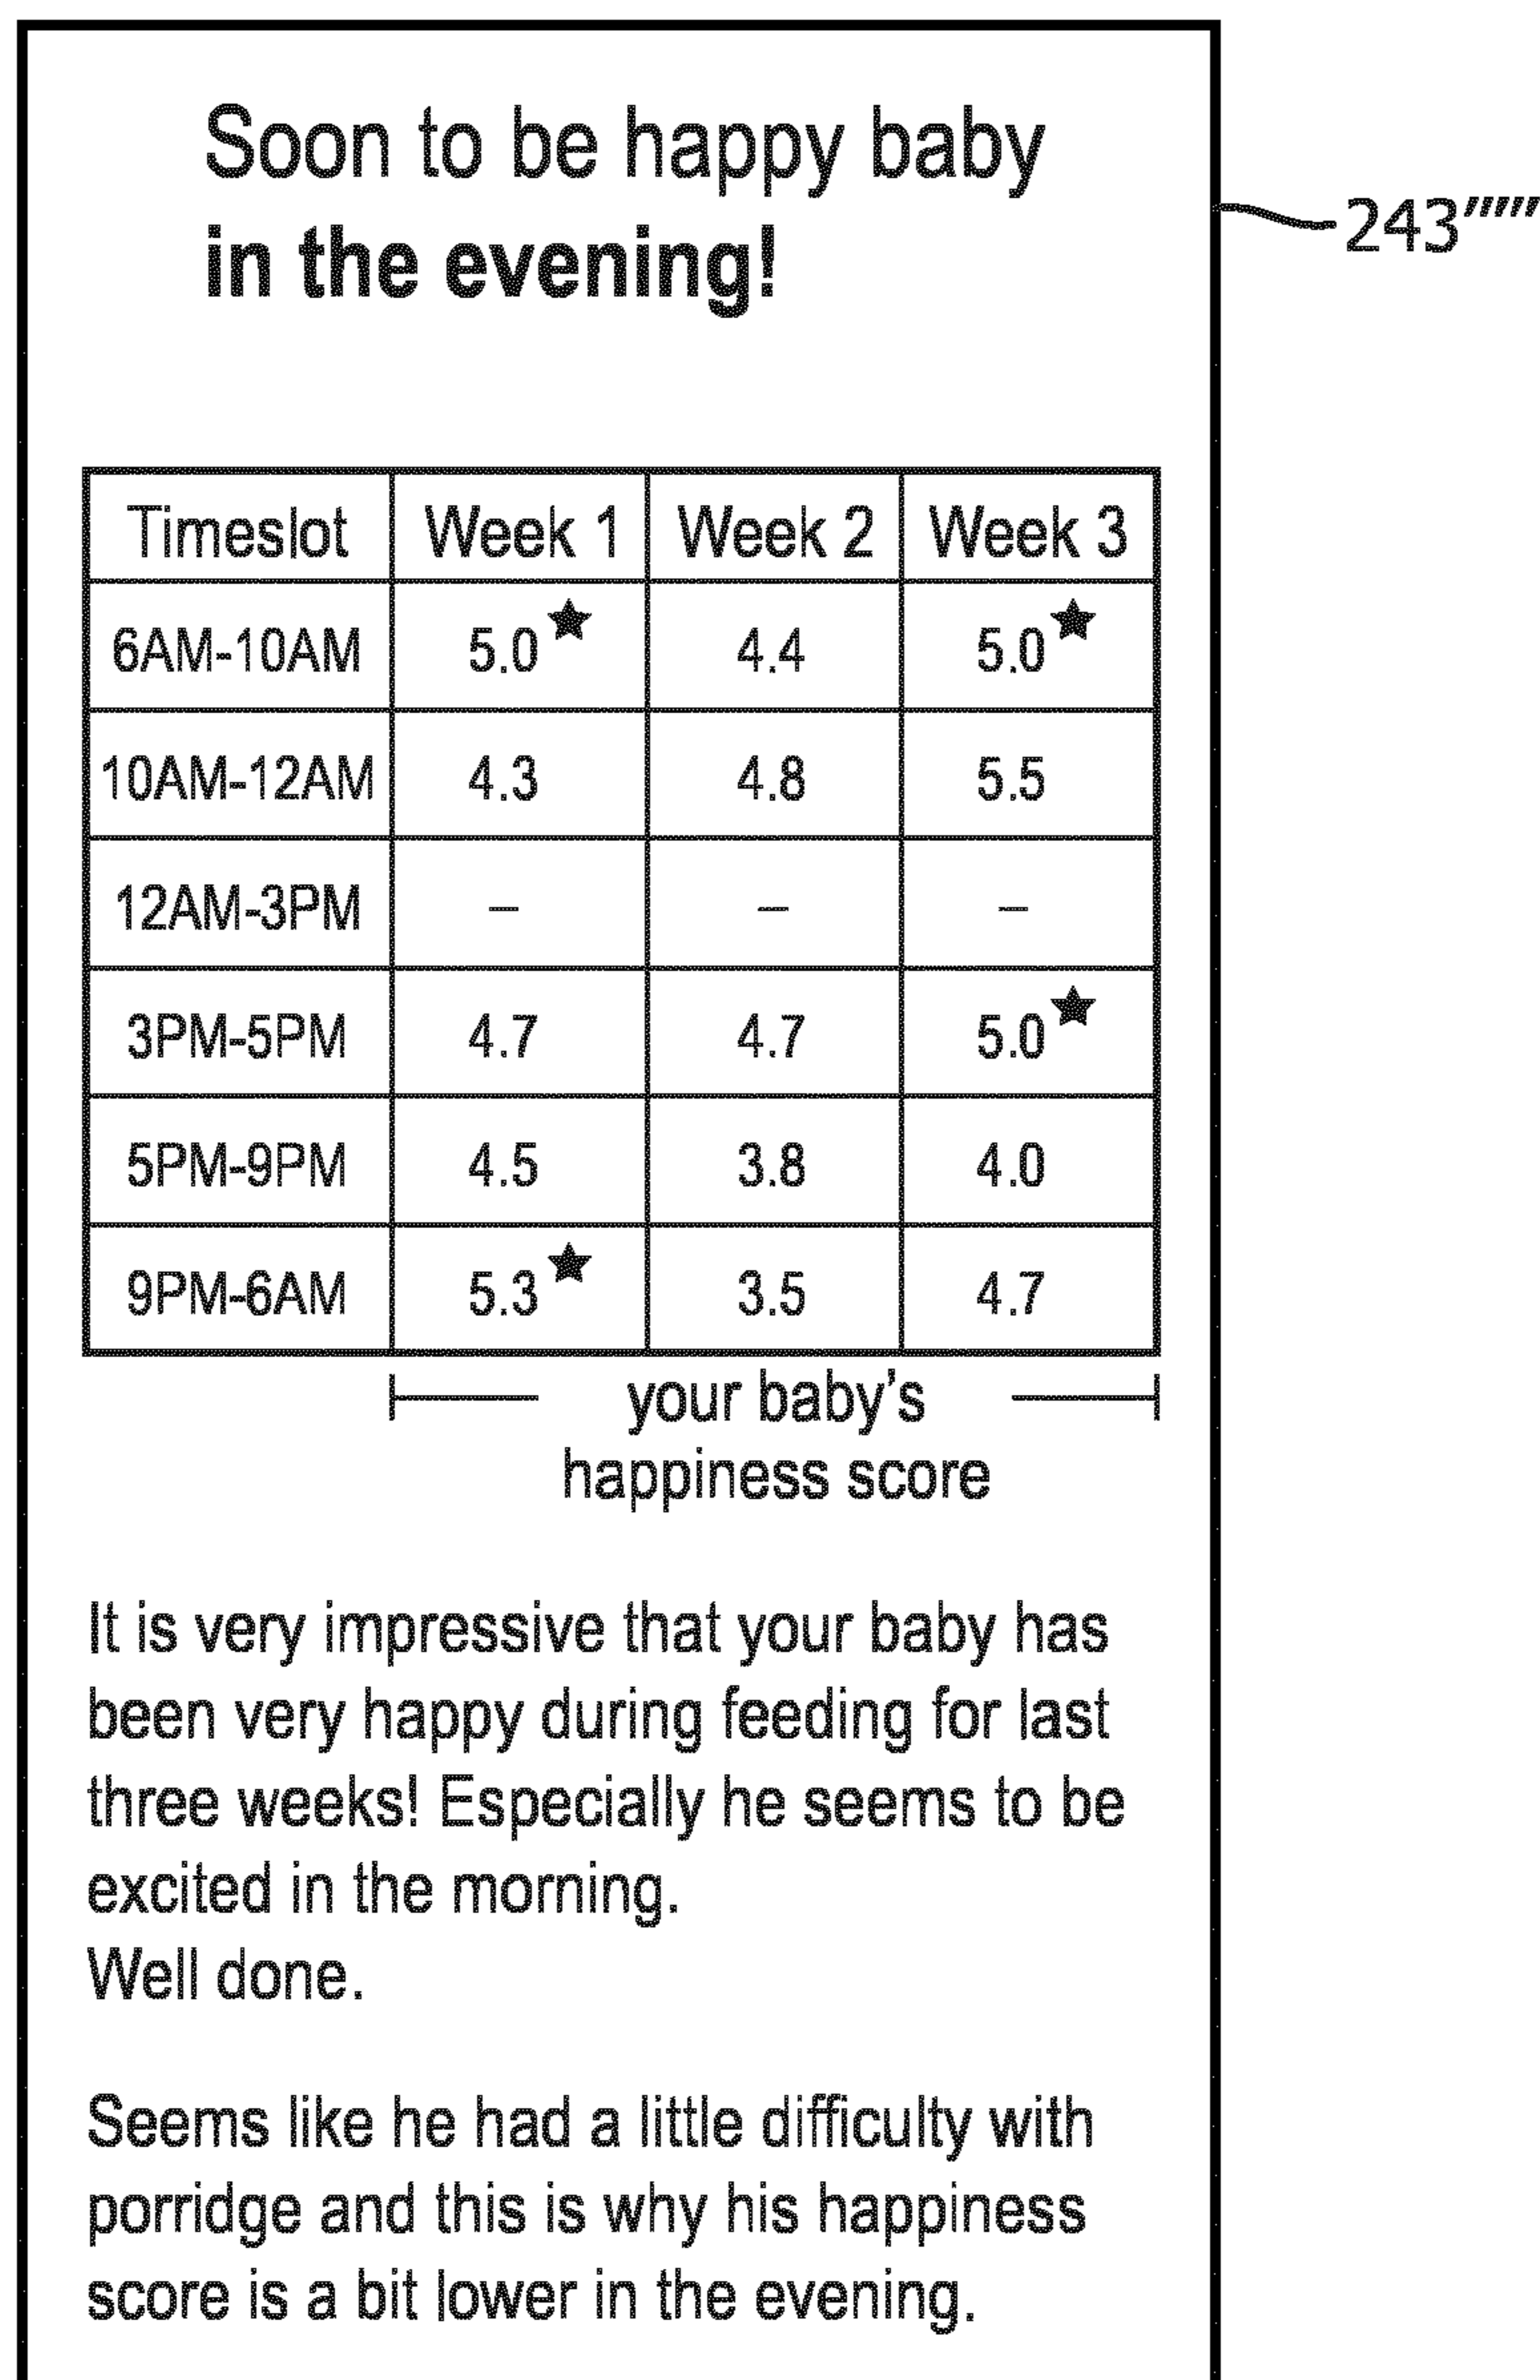 Soon to be happy baby
in the evening!
243''''''
Timeslot Week 1 Week 2 Week 3
6AM-10AM 5.0★ 4.4 5.0★
10AM-12AM 4.3 4.8 5.5
12AM-3PM – – –
3PM-5PM 4.7 4.7 5.0★
5PM-9PM 4.5 3.8 4.0
9PM-6AM 5.3★ 3.5 4.7
your baby's
happiness score
It is very impressive that your baby has
been very happy during feeding for last
three weeks! Especially he seems to be
excited in the morning.
Well done.
Seems like he had a little difficulty with
porridge and this is why his happiness
score is a bit lower in the evening.